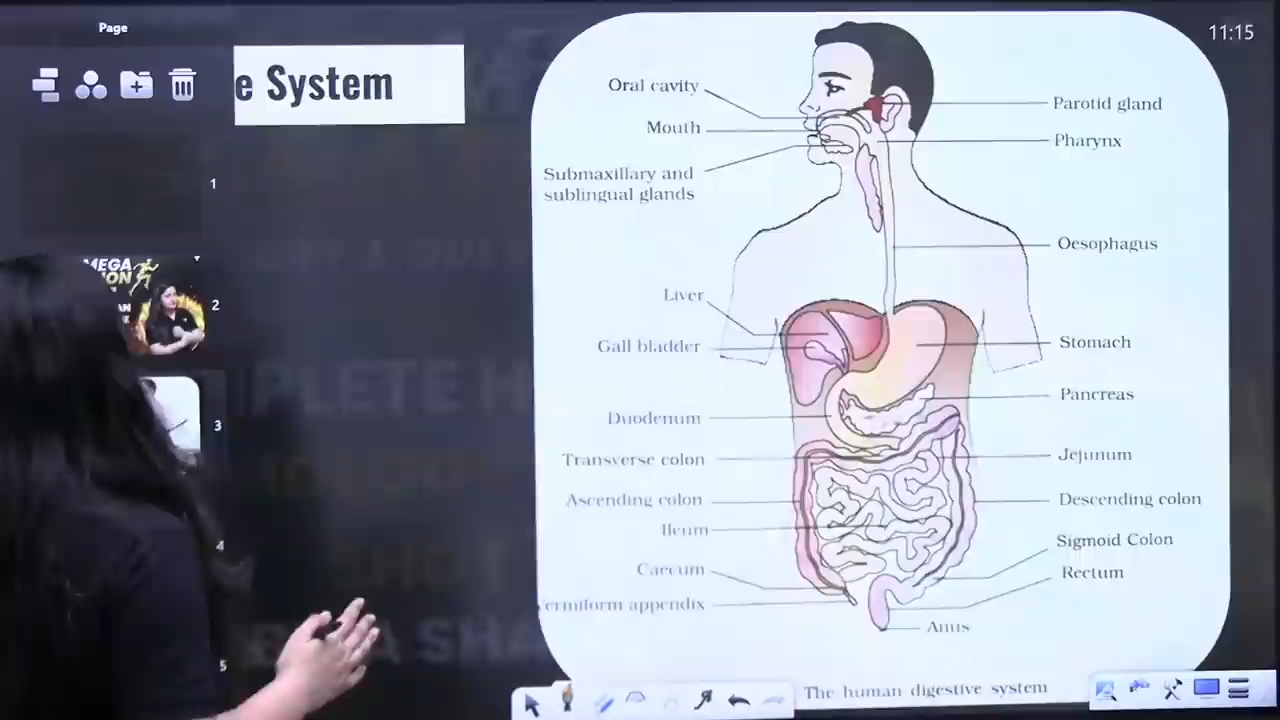 Page
11:15
e System
1
MEGA
2
3
4
5
Oral cavity
Mouth
Submaxillary and
sublingual glands
Liver
Gall bladder
Duodenum
Transverse colon
Ascending colon
Ileum
Caecum
ermiform appendix
Parotid gland
Pharynx
Oesophagus
Stomach
Pancreas
Jejunum
Descending colon
Sigmoid Colon
Rectum
Anus
The human digestive system